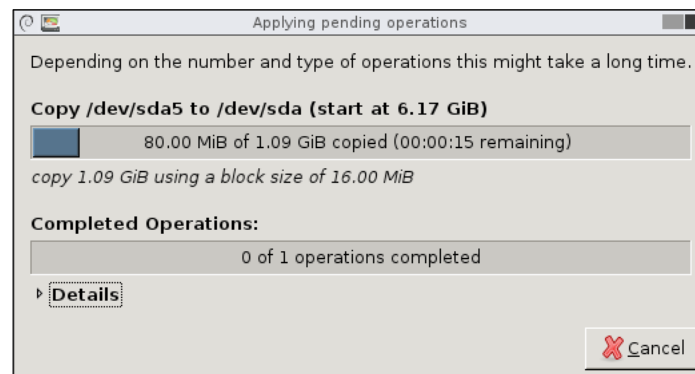 Applying pending operations
Depending on the number and type of operations this might take a long time.
Copy /dev/sda5 to /dev/sda (start at 6.17 GiB)
80.00 MiB of 1.09 GiB copied (00:00:15 remaining)
copy 1.09 GiB using a block size of 16.00 MiB
Completed Operations:
0 of 1 operations completed
Details
Cancel